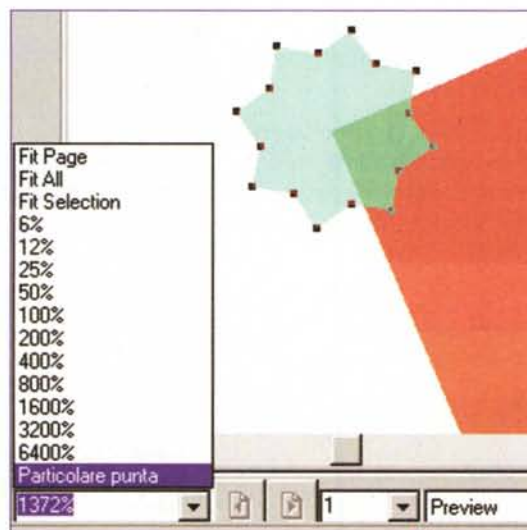 Fit Page
Fit All
Fit Selection
6%
12%
25%
50%
100%
200%
400%
800%
1600%
3200%
6400%
Particolare punta
1372% 1 Preview